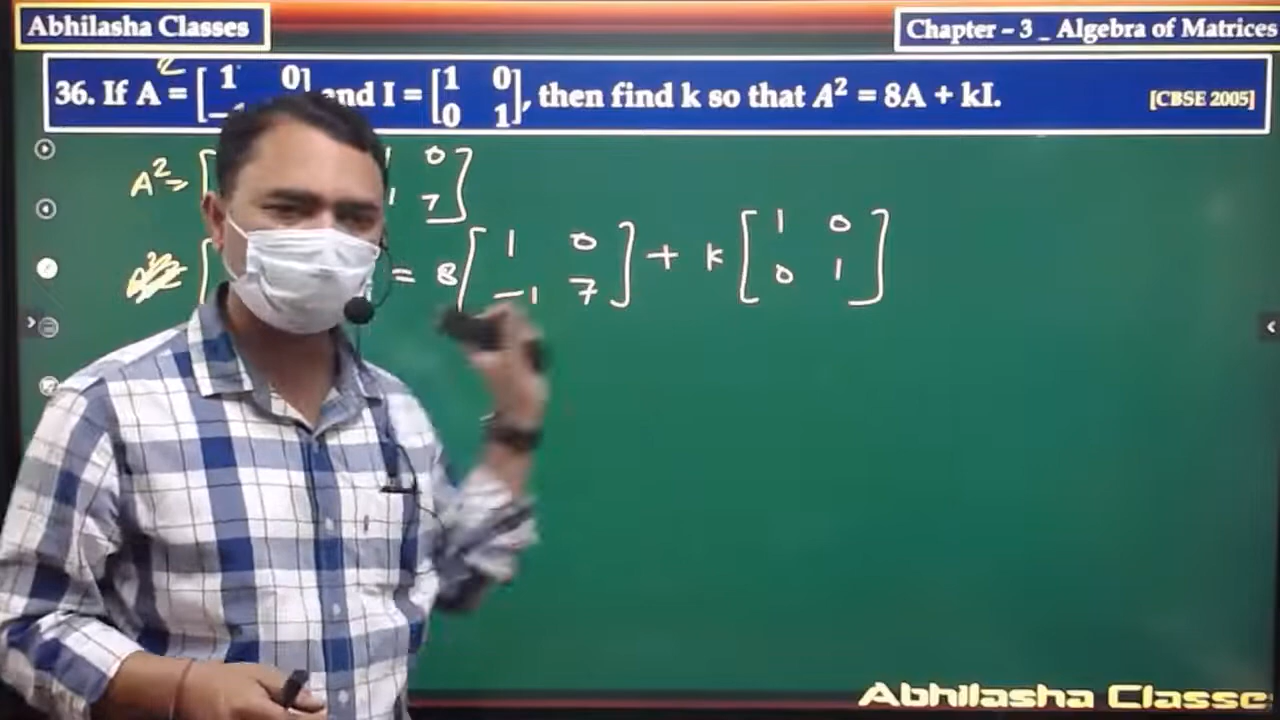 Abhilasha Classes
Chapter – 3 _ Algebra of Matrices
36. If A = [ 1 0 ] and I = [ 1 0 ], then find k so that A² = 8A + kI. [CBSE 2005]
0 1
A² = [ 0 ]
7
= 8 [ 1 0 ] + k [ 1 0 ]
-1 7 0 1
Abhilasha Classe